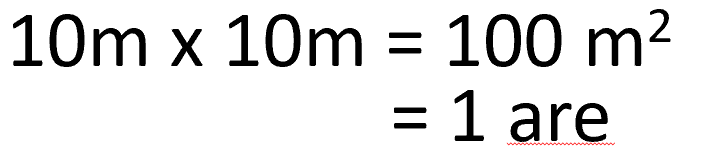 10m x 10m = 100 m²
= 1 are